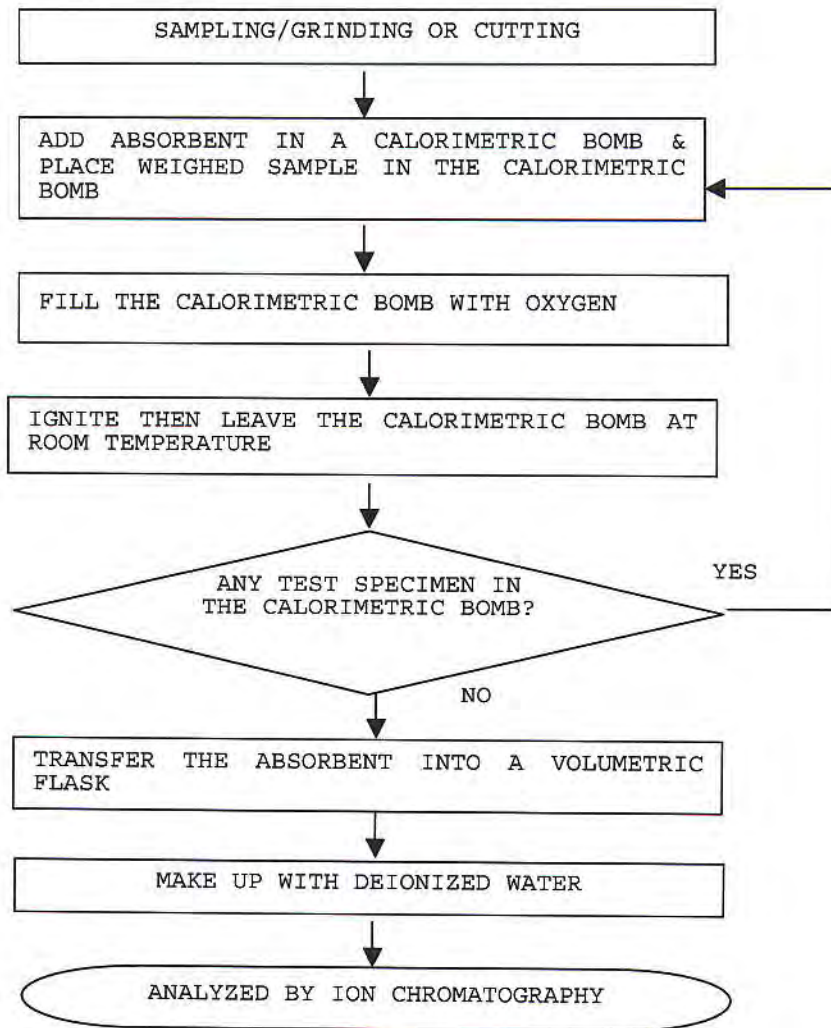 SAMPLING/GRINDING OR CUTTING
ADD ABSORBENT IN A CALORIMETRIC BOMB &
PLACE WEIGHED SAMPLE IN THE CALORIMETRIC
BOMB
FILL THE CALORIMETRIC BOMB WITH OXYGEN
IGNITE THEN LEAVE THE CALORIMETRIC BOMB AT
ROOM TEMPERATURE
ANY TEST SPECIMEN IN
THE CALORIMETRIC BOMB?
YES
NO
TRANSFER THE ABSORBENT INTO A VOLUMETRIC
FLASK
MAKE UP WITH DEIONIZED WATER
ANALYZED BY ION CHROMATOGRAPHY